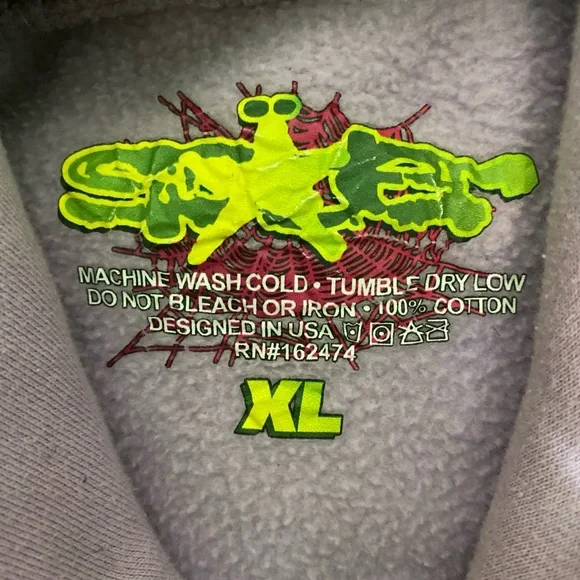 MACHINE WASH COLD • TUMBLE DRY LOW
DO NOT BLEACH OR IRON • 100% COTTON
DESIGNED IN USA
RN#162474
XL